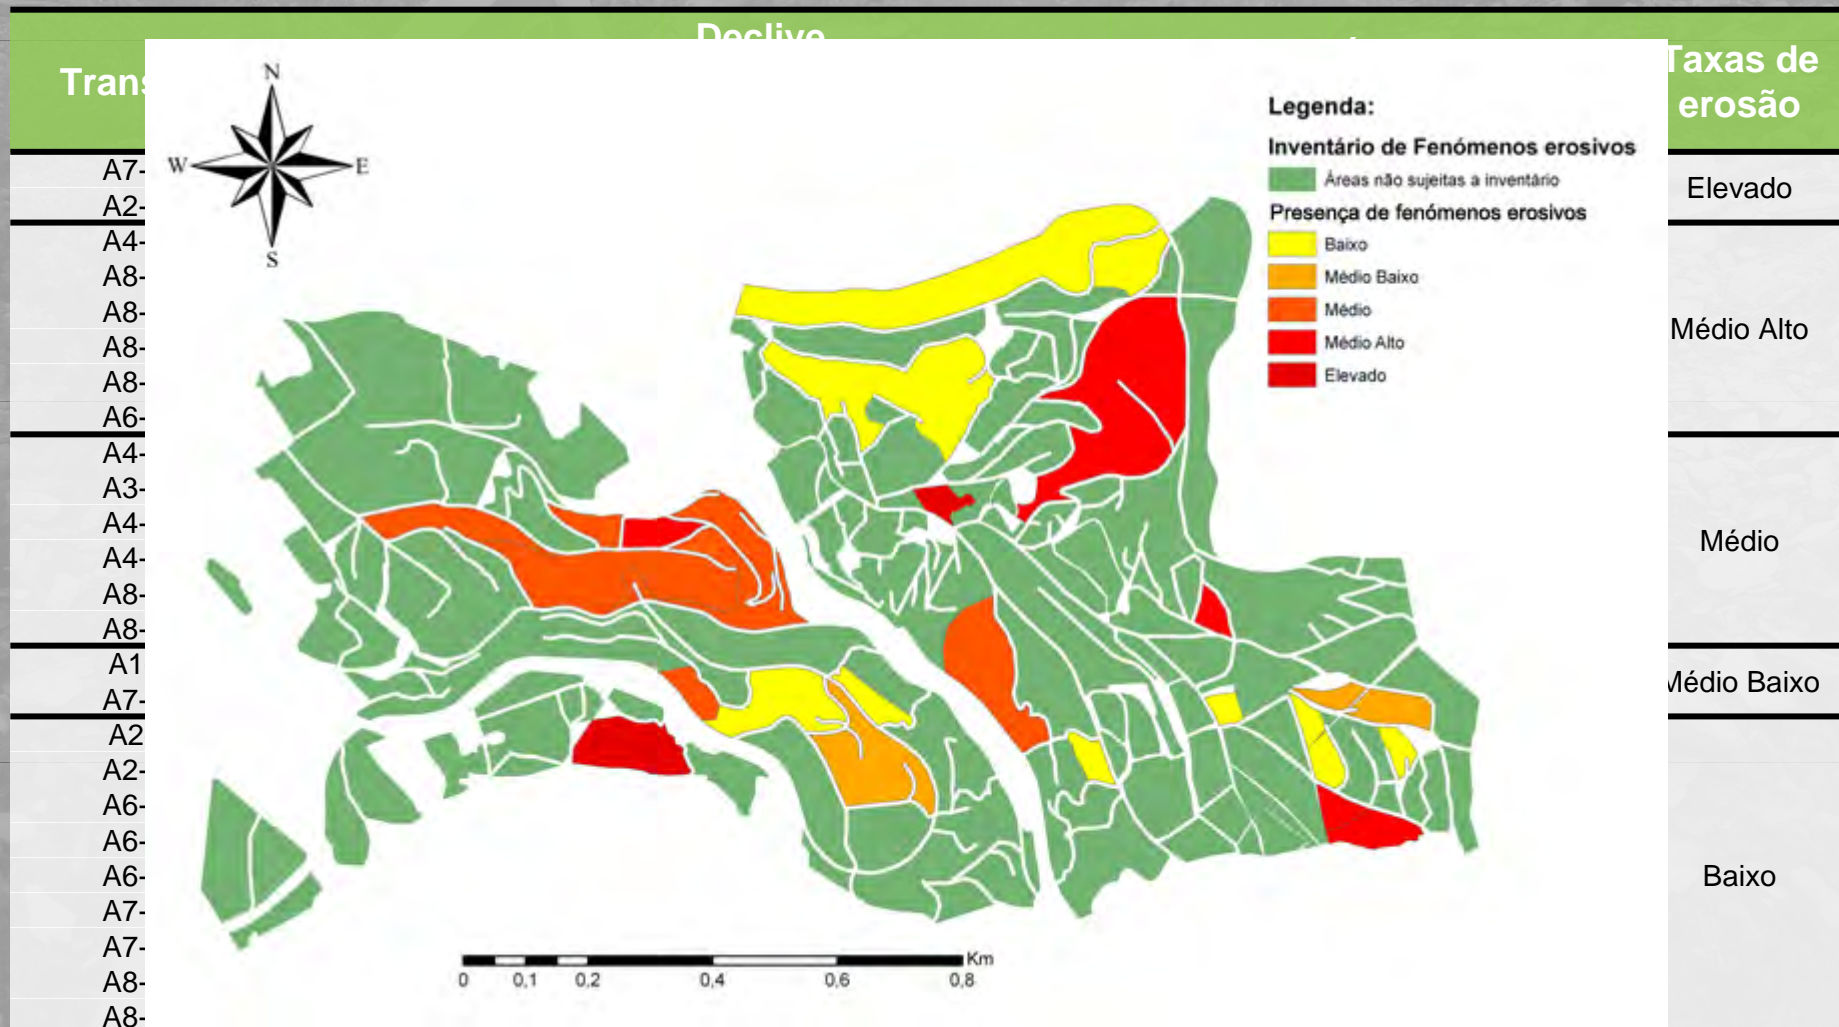 Declive
Taxas de
erosão
A7-
A2-
Elevado
A4-
A8-
A8-
A8-
A8-
A6-
Médio Alto
A4-
A3-
A4-
A4-
A8-
A8-
Médio
A1
A7-
Médio Baixo
A2
A2-
A6-
A6-
A6-
A7-
A7-
A8-
A8-
Baixo
N
W
E
S
Legenda:
Inventário de Fenómenos erosivos
Áreas não sujeitas a inventário
Presença de fenómenos erosivos
Baixo
Médio Baixo
Médio
Médio Alto
Elevado
Km
0 0,1 0,2 0,4 0,6 0,8